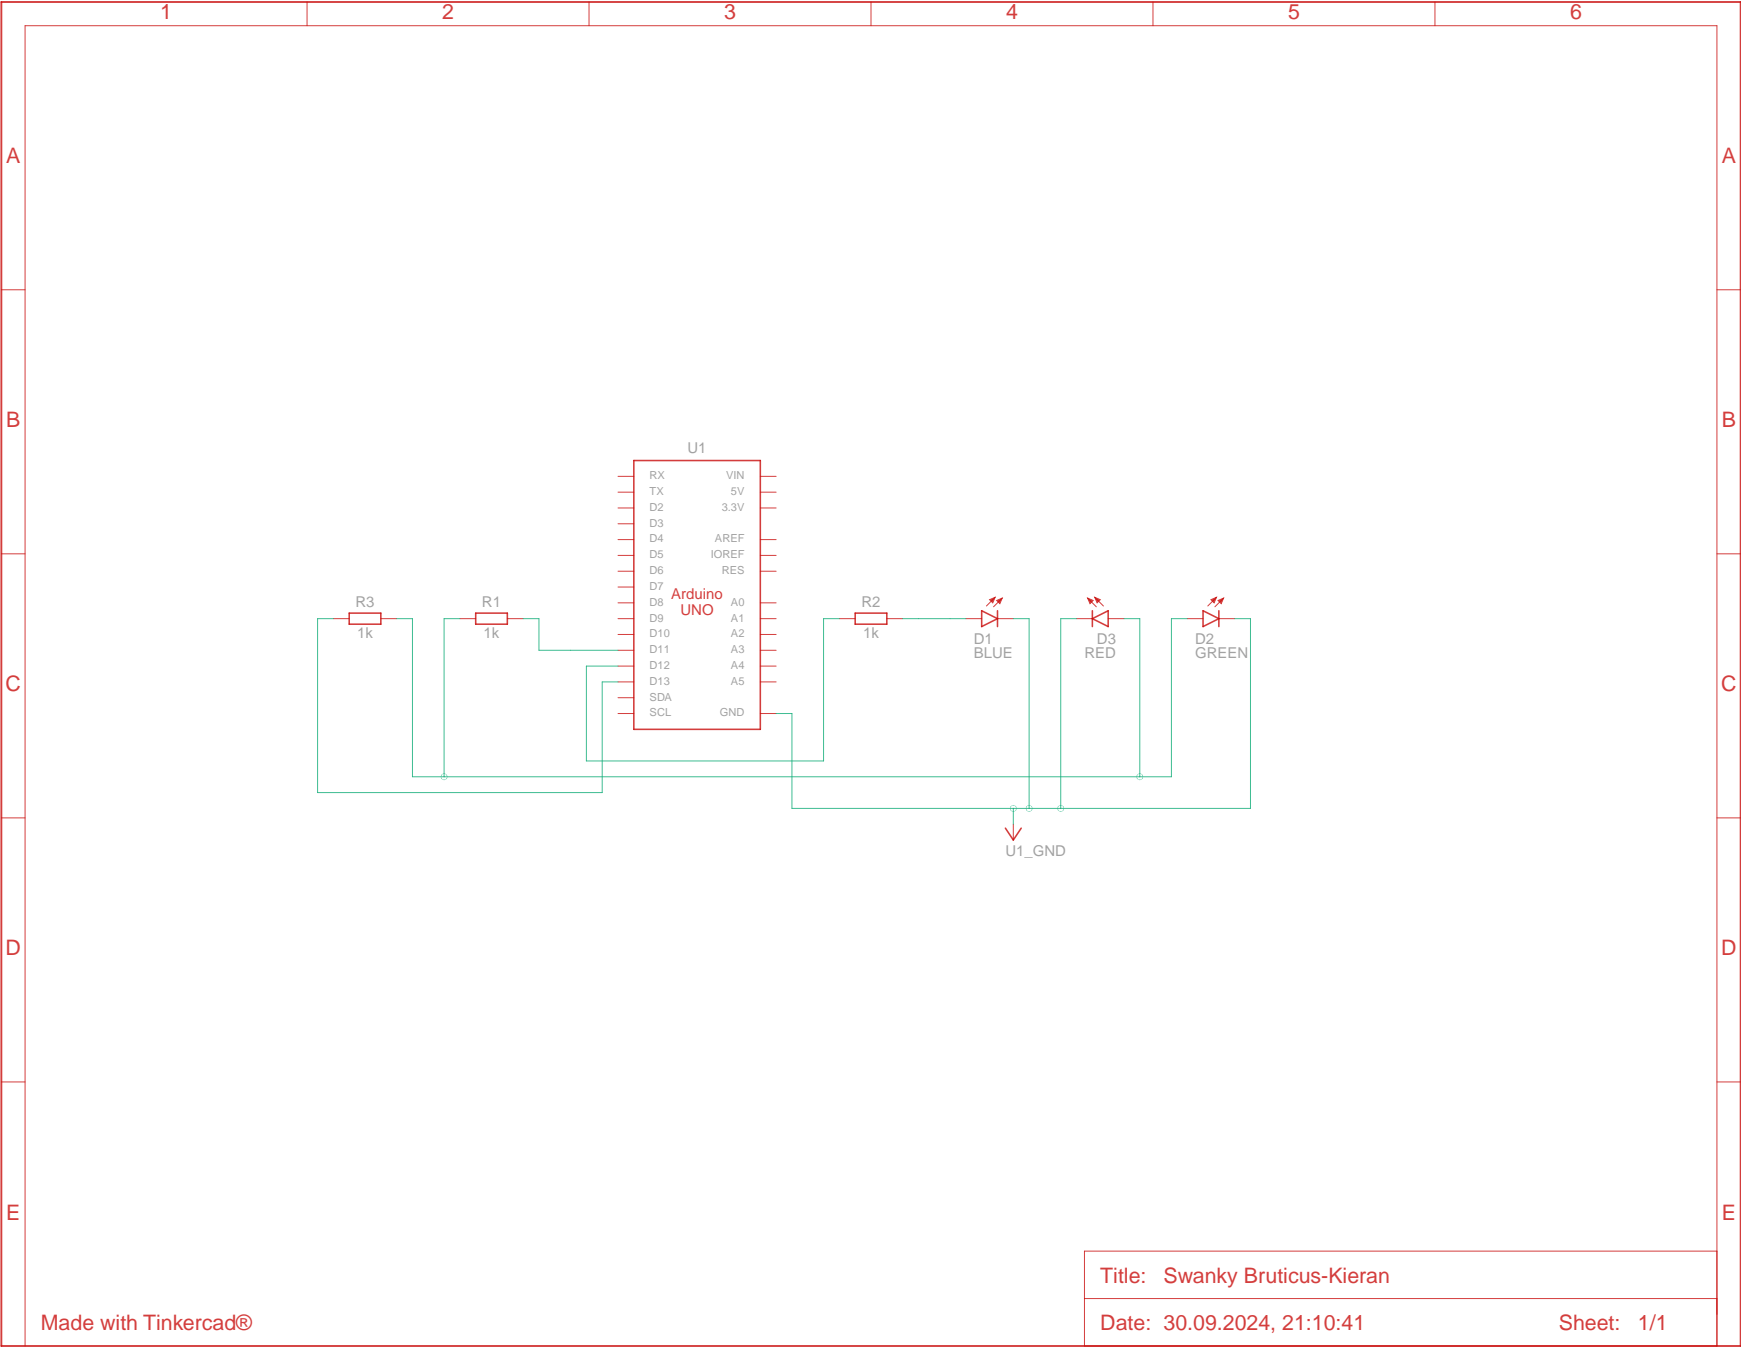 1 2 3 4 5 6
A A
B B
U1
RX VIN
TX 5V
D2 3.3V
D3
D4 AREF
D5 IOREF
D6 RES
D7
Arduino
UNO
D8 A0
D9 A1
D10 A2
D11 A3
D12 A4
D13 A5
SDA
SCL GND
R3
1k
R1
1k
R2
1k
D1
BLUE
D3
RED
D2
GREEN
C C
U1_GND
D D
E E
Title: Swanky Bruticus-Kieran
Made with Tinkercad®
Date: 30.09.2024, 21:10:41 Sheet: 1/1